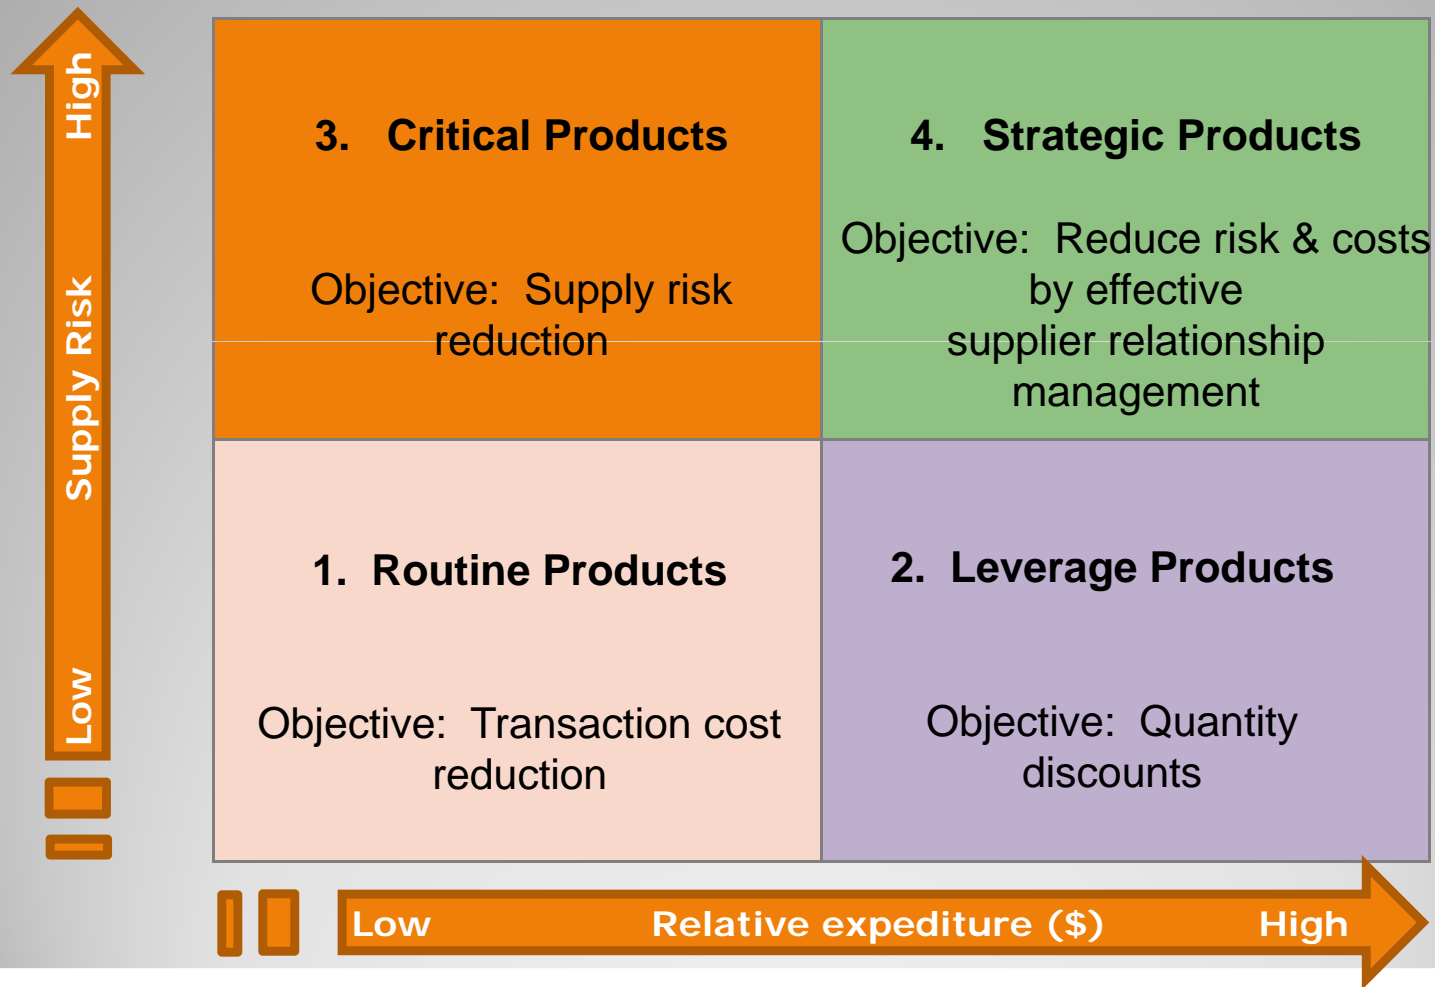 High
Supply Risk
Low
3. Critical Products
Objective: Supply risk
reduction
4. Strategic Products
Objective: Reduce risk & costs
by effective
supplier relationship
management
1. Routine Products
Objective: Transaction cost
reduction
2. Leverage Products
Objective: Quantity
discounts
Low Relative expediture ($) High